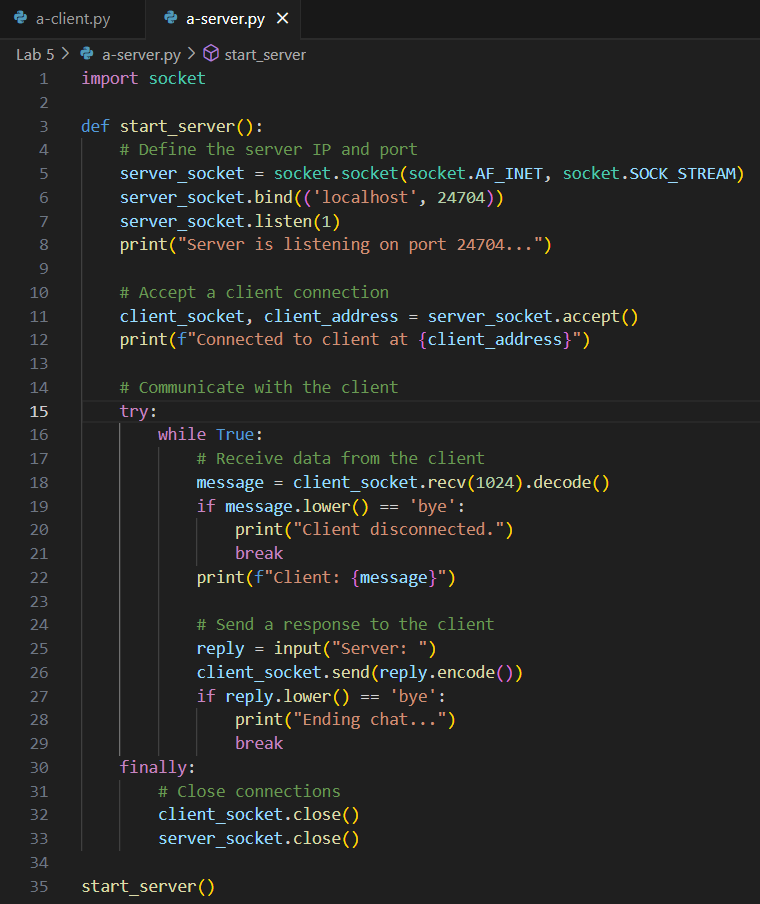 a-client.py
a-server.py
Lab 5 > a-server.py > start_server
1 import socket
2
3 def start_server():
4     # Define the server IP and port
5     server_socket = socket.socket(socket.AF_INET, socket.SOCK_STREAM)
6     server_socket.bind(('localhost', 24704))
7     server_socket.listen(1)
8     print("Server is listening on port 24704...")
9
10     # Accept a client connection
11     client_socket, client_address = server_socket.accept()
12     print(f"Connected to client at {client_address}")
13
14     # Communicate with the client
15     try:
16         while True:
17             # Receive data from the client
18             message = client_socket.recv(1024).decode()
19             if message.lower() == 'bye':
20                 print("Client disconnected.")
21                 break
22             print(f"Client: {message}")
23
24             # Send a response to the client
25             reply = input("Server: ")
26             client_socket.send(reply.encode())
27             if reply.lower() == 'bye':
28                 print("Ending chat...")
29                 break
30     finally:
31         # Close connections
32         client_socket.close()
33         server_socket.close()
34
35 start_server()